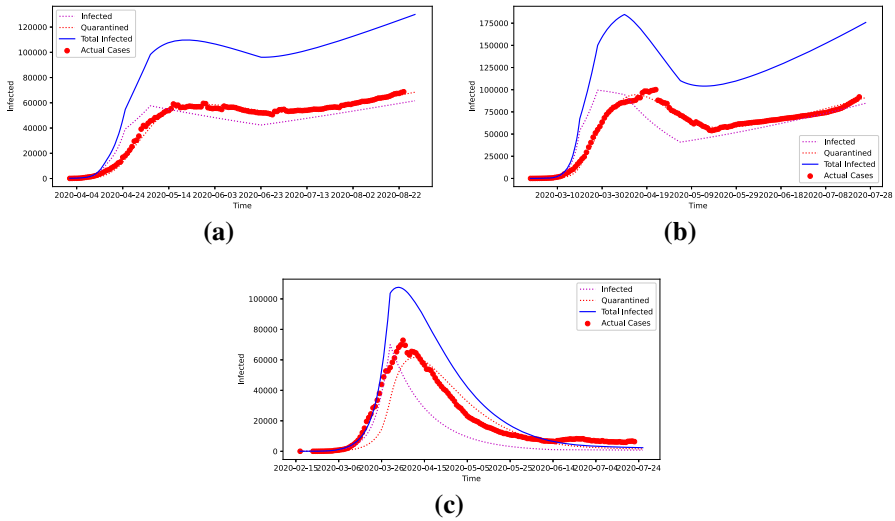 Infected
Quarantined
Total Infected
Actual Cases
120000
100000
80000
60000
40000
20000
0
Infected
2020-04-04 2020-04-24 2020-05-14 2020-06-03 2020-06-23 2020-07-13 2020-08-02 2020-08-22
Time
(a)
175000
150000
125000
100000
75000
50000
25000
0
Infected
Infected
Quarantined
Total Infected
Actual Cases
2020-03-10 2020-03-30 2020-04-19 2020-05-09 2020-05-29 2020-06-18 2020-07-08 2020-07-28
Time
(b)
100000
80000
60000
40000
20000
0
Infected
Infected
Quarantined
Total Infected
Actual Cases
2020-02-15 2020-03-06 2020-03-26 2020-04-15 2020-05-05 2020-05-25 2020-06-14 2020-07-04 2020-07-24
Time
(c)